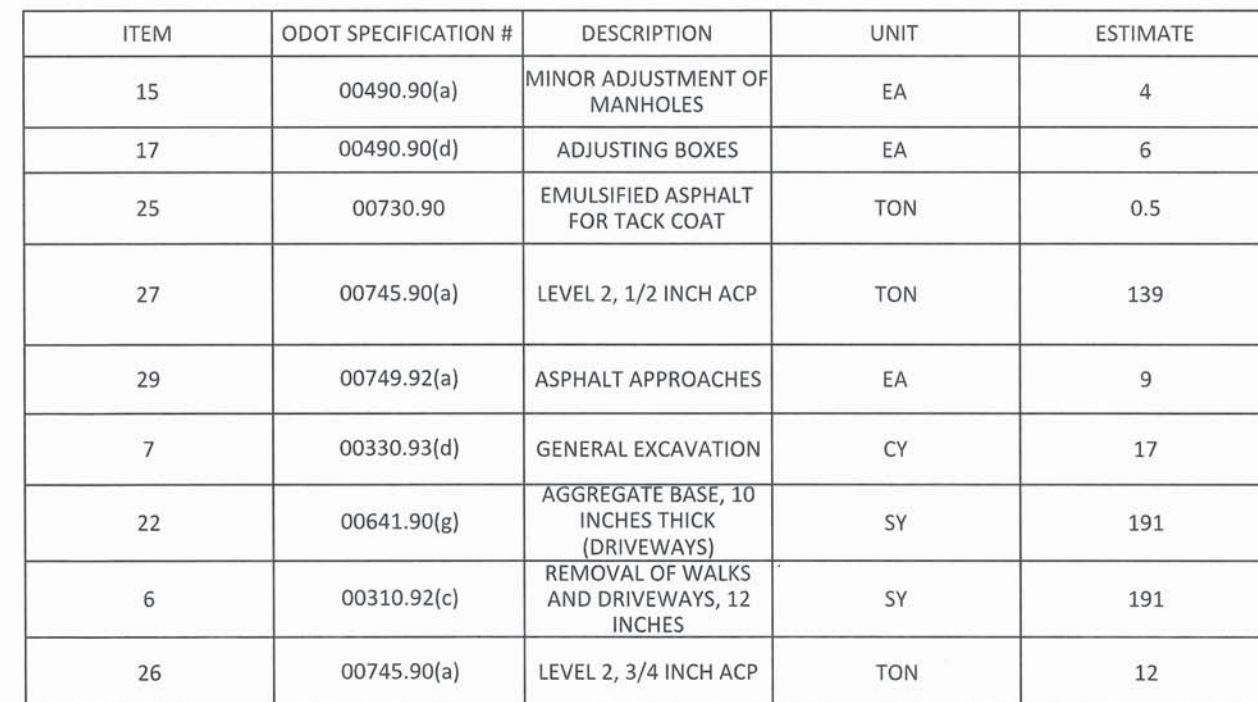 ITEM ODOT SPECIFICATION # DESCRIPTION UNIT ESTIMATE
15 00490.90(a) MINOR ADJUSTMENT OF MANHOLES EA 4
17 00490.90(d) ADJUSTING BOXES EA 6
25 00730.90 EMULSIFIED ASPHALT FOR TACK COAT TON 0.5
27 00745.90(a) LEVEL 2, 1/2 INCH ACP TON 139
29 00749.92(a) ASPHALT APPROACHES EA 9
7 00330.93(d) GENERAL EXCAVATION CY 17
22 00641.90(g) AGGREGATE BASE, 10 INCHES THICK (DRIVEWAYS) SY 191
6 00310.92(c) REMOVAL OF WALKS AND DRIVEWAYS, 12 INCHES SY 191
26 00745.90(a) LEVEL 2, 3/4 INCH ACP TON 12